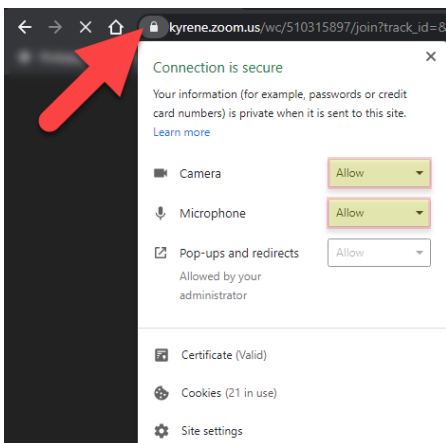 kyrene.zoom.us/wc/510315897/join?track_id=&
Connection is secure
Your information (for example, passwords or credit
card numbers) is private when it is sent to this site.
Learn more
Camera Allow
Microphone Allow
Pop-ups and redirects Allow
Allowed by your
administrator
Certificate (Valid)
Cookies (21 in use)
Site settings